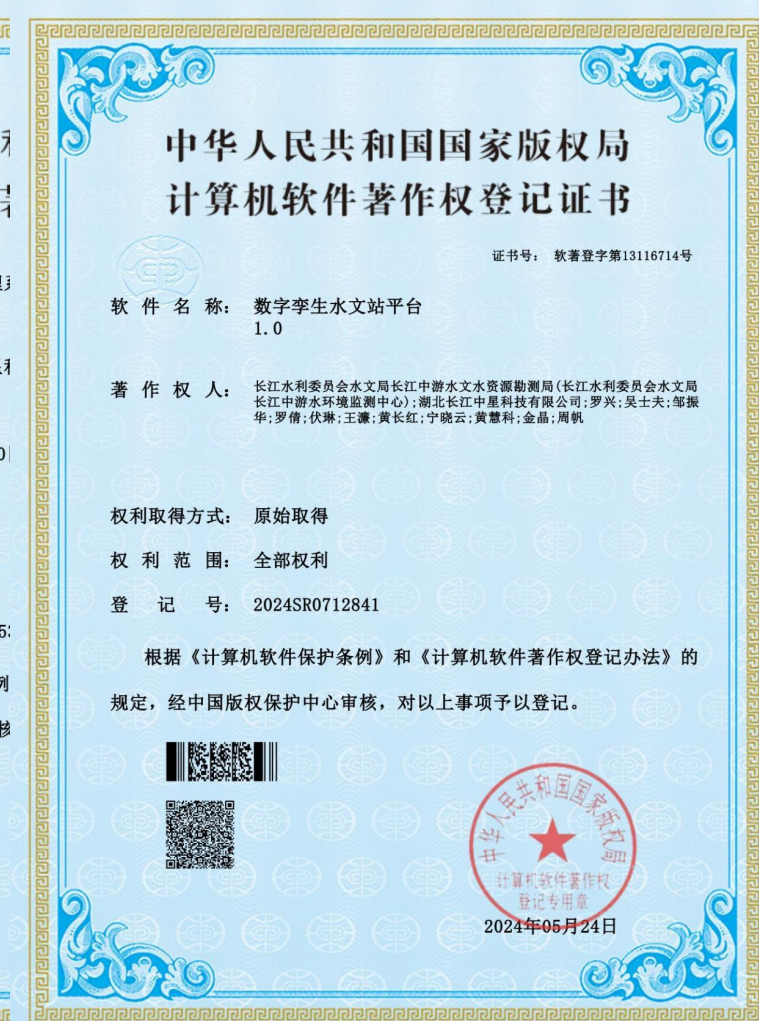 中华人民共和国国家版权局
计算机软件著作权登记证书
证书号： 软著登字第13116714号
软件名称： 数字孪生水文站平台
1.0
著作权人： 长江水利委员会水文局长江中游水文水资源勘测局(长江水利委员会水文局
长江中游水环境监测中心);湖北长江中星科技有限公司;罗兴;吴士夫;邹振
华;罗倩;伏琳;王濂;黄长红;宁晓云;黄慧科;金晶;周帆
权利取得方式： 原始取得
权利范围： 全部权利
登记号： 2024SR0712841
根据《计算机软件保护条例》和《计算机软件著作权登记办法》的
规定，经中国版权保护中心审核，对以上事项予以登记。
中华人民共和国国家版权局
计算机软件著作权
登记专用章
2024年05月24日